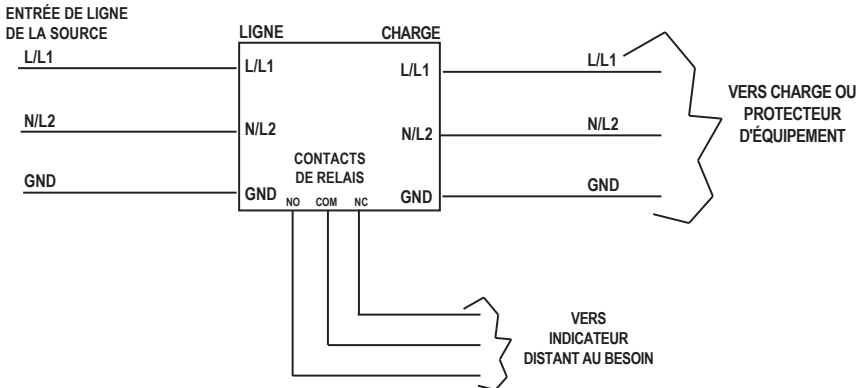 ENTRÉE DE LIGNE
DE LA SOURCE
LIGNE
CHARGE
L/L1
L/L1
L/L1
L/L1
VERS CHARGE OU
PROTECTEUR
D'ÉQUIPEMENT
N/L2
N/L2
N/L2
N/L2
CONTACTS
DE RELAIS
GND
GND
GND
GND
NO COM NC
VERS
INDICATEUR
DISTANT AU BESOIN